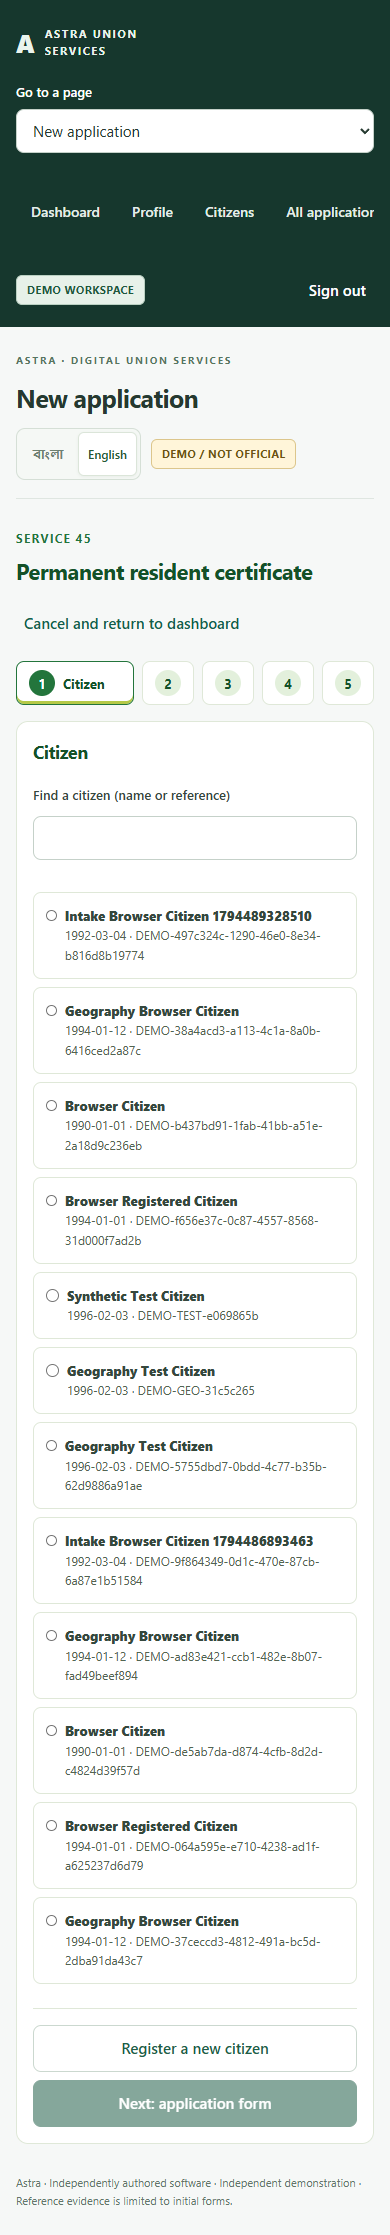 A
ASTRA UNION
SERVICES
Go to a page
New application
Dashboard Profile Citizens All application
DEMO WORKSPACE Sign out
ASTRA · DIGITAL UNION SERVICES
New application
বাংলা English DEMO / NOT OFFICIAL
SERVICE 45
Permanent resident certificate
Cancel and return to dashboard
1 Citizen 2 3 4 5
Citizen
Find a citizen (name or reference)
Intake Browser Citizen 1794489328510
1992-03-04 · DEMO-497c324c-1290-46e0-8e34-
b816d8b19774
Geography Browser Citizen
1994-01-12 · DEMO-38a4acd3-a113-4c1a-8a0b-
6416ced2a87c
Browser Citizen
1990-01-01 · DEMO-b437bd91-1fab-41bb-a51e-
2a18d9c236eb
Browser Registered Citizen
1994-01-01 · DEMO-f656e37c-0c87-4557-8568-
31d000f7ad2b
Synthetic Test Citizen
1996-02-03 · DEMO-TEST-e069865b
Geography Test Citizen
1996-02-03 · DEMO-GEO-31c5c265
Geography Test Citizen
1996-02-03 · DEMO-5755dbd7-0bdd-4c77-b35b-
62d9886a91ae
Intake Browser Citizen 1794486893463
1992-03-04 · DEMO-9f864349-0d1c-470e-87cb-
6a87e1b51584
Geography Browser Citizen
1994-01-12 · DEMO-ad83e421-ccb1-482e-8b07-
fad49beef894
Browser Citizen
1990-01-01 · DEMO-de5ab7da-d874-4cfb-8d2d-
c4824d39f57d
Browser Registered Citizen
1994-01-01 · DEMO-064a595e-e710-4238-ad1f-
a625237d6d79
Geography Browser Citizen
1994-01-12 · DEMO-37ceccd3-4812-491a-bc5d-
2dba91da43c7
Register a new citizen
Next: application form
Astra · Independently authored software · Independent demonstration ·
Reference evidence is limited to initial forms.